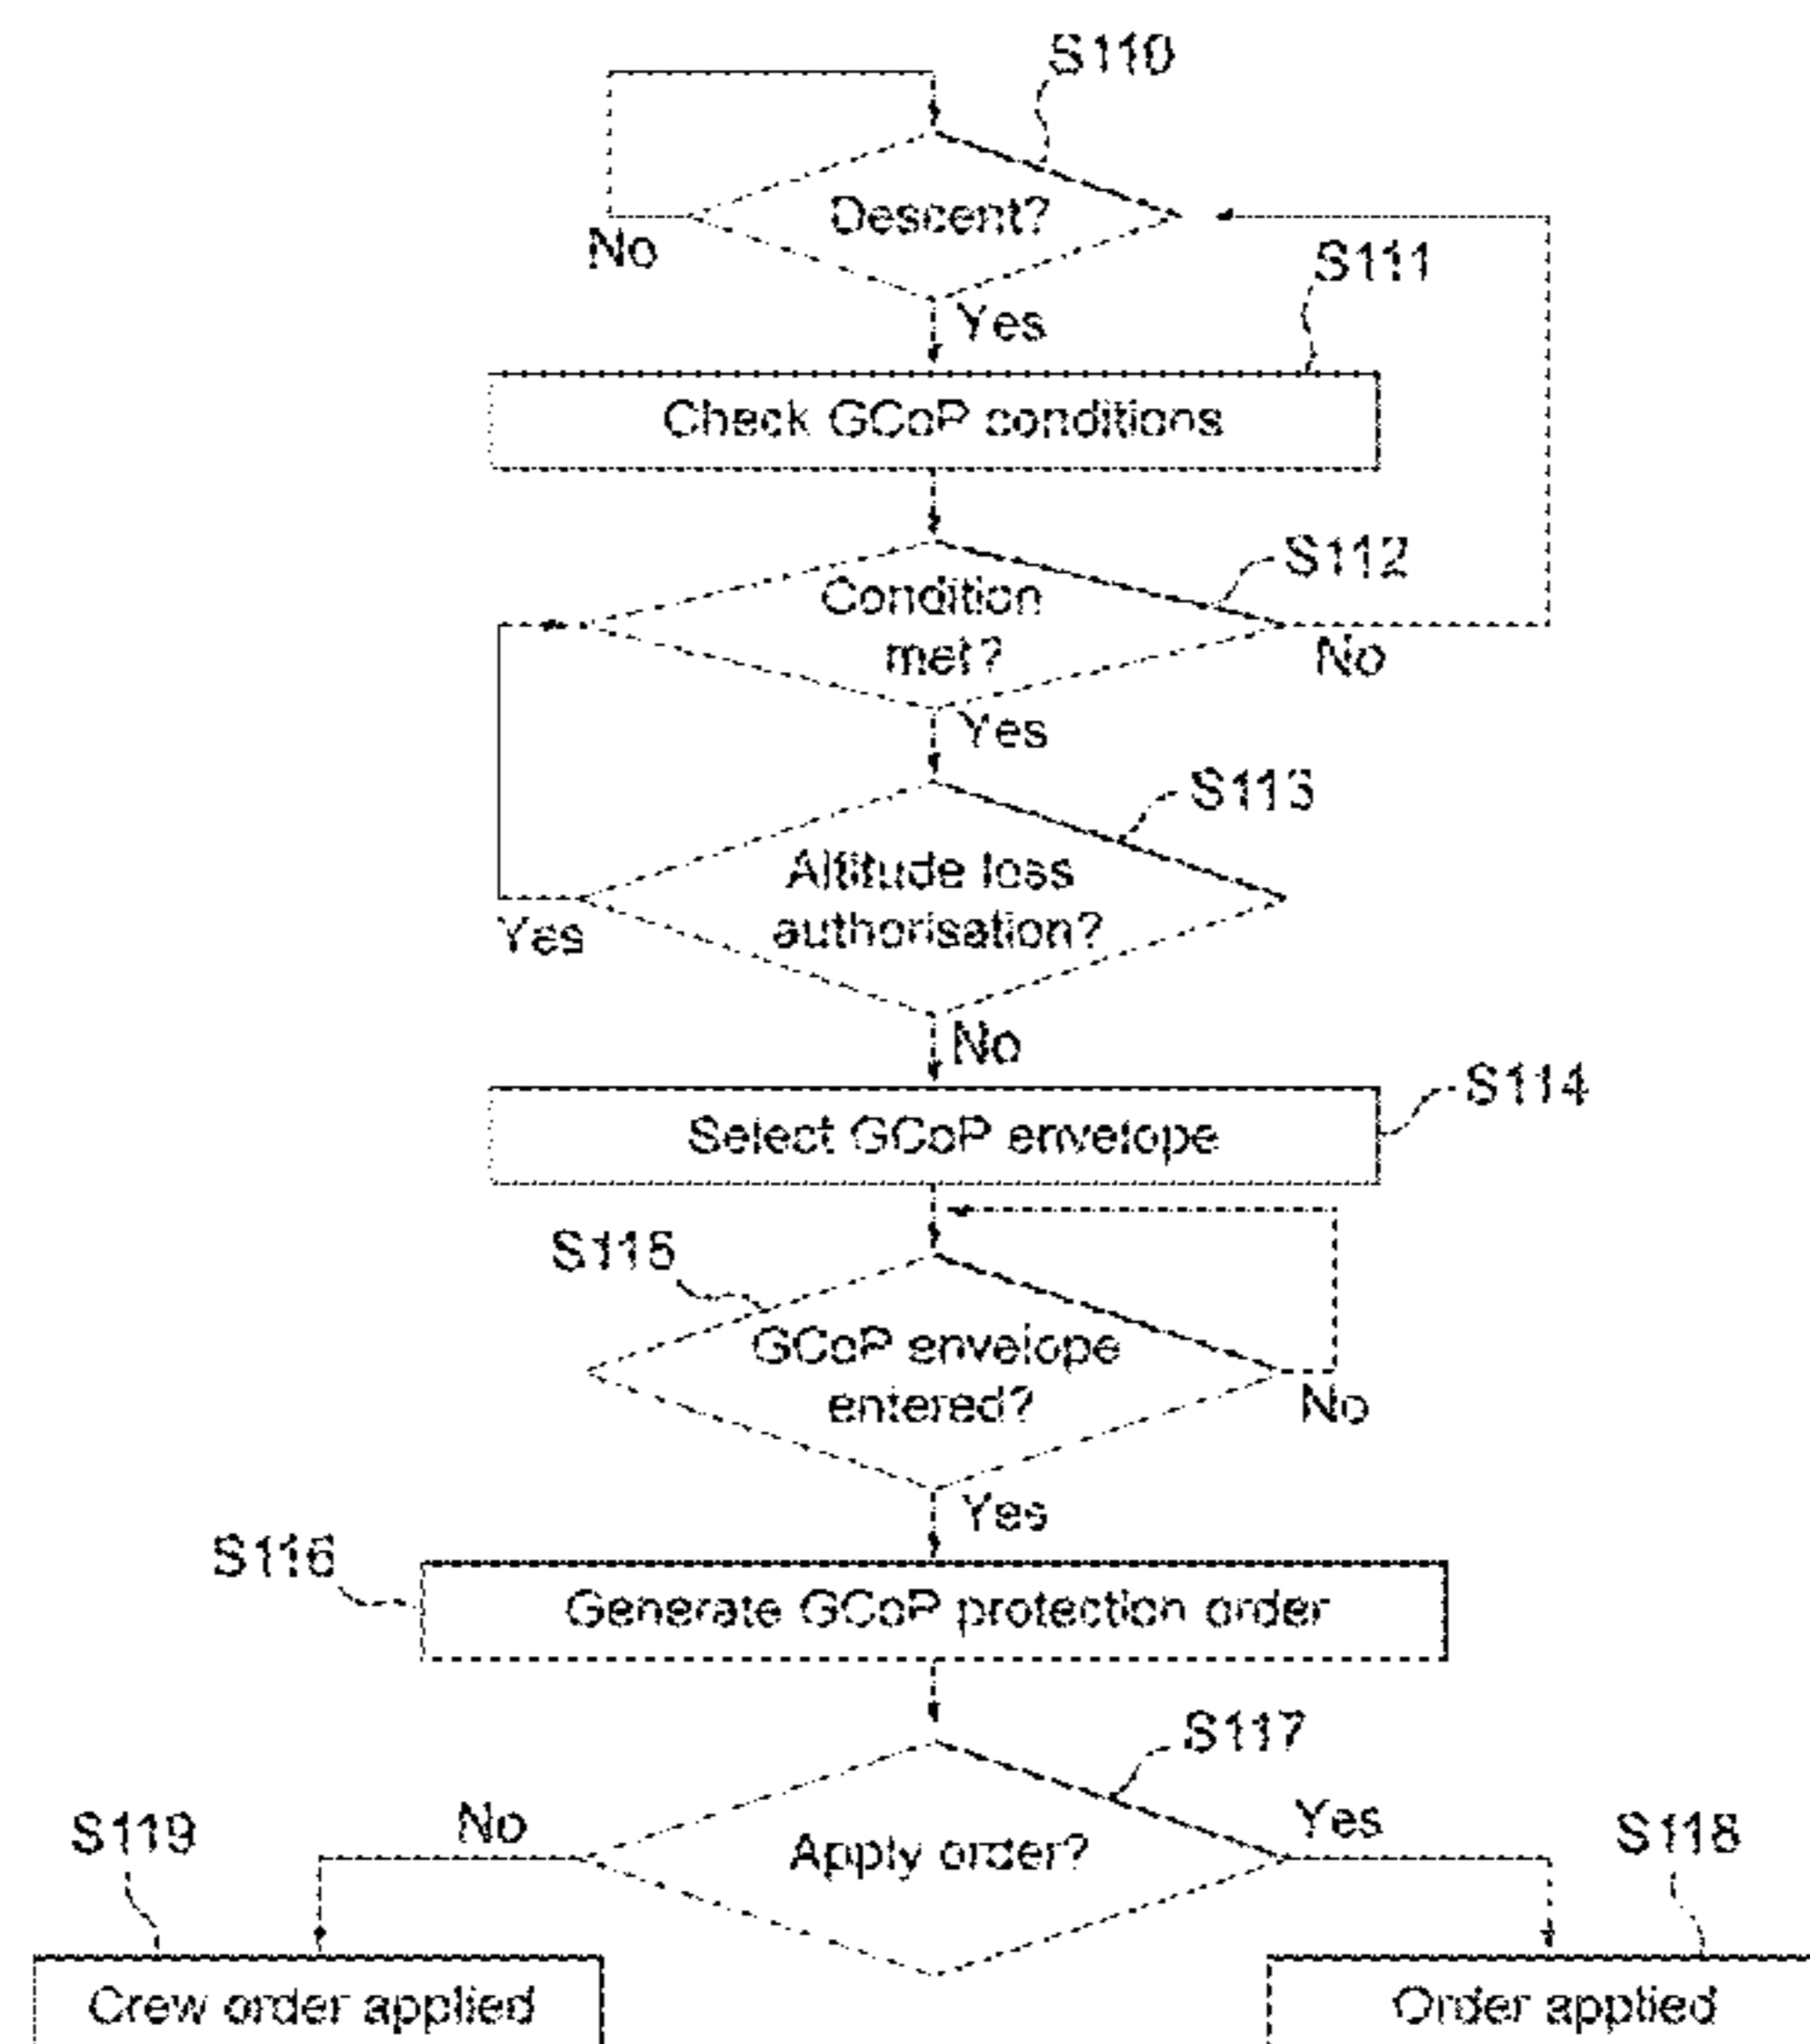 S110
Descent?
No
S111
Yes
Check GCoP conditions
S112
Condition
met?
No
Yes
S113
Altitude loss
authorisation?
Yes
No
S114
Select GCoP envelope
S115
GCoP envelope
entered?
No
Yes
S116
Generate GCoP protection order
S117
S119
No
Yes
S118
Apply order?
Crew order applied
Order applied